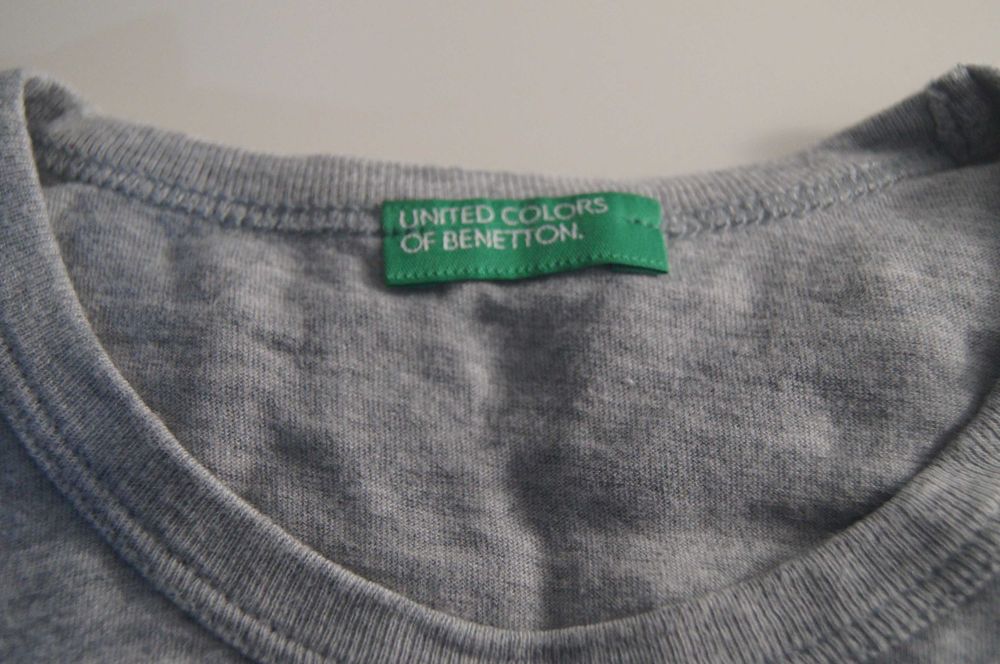 UNITED COLORS
OF BENETTON.